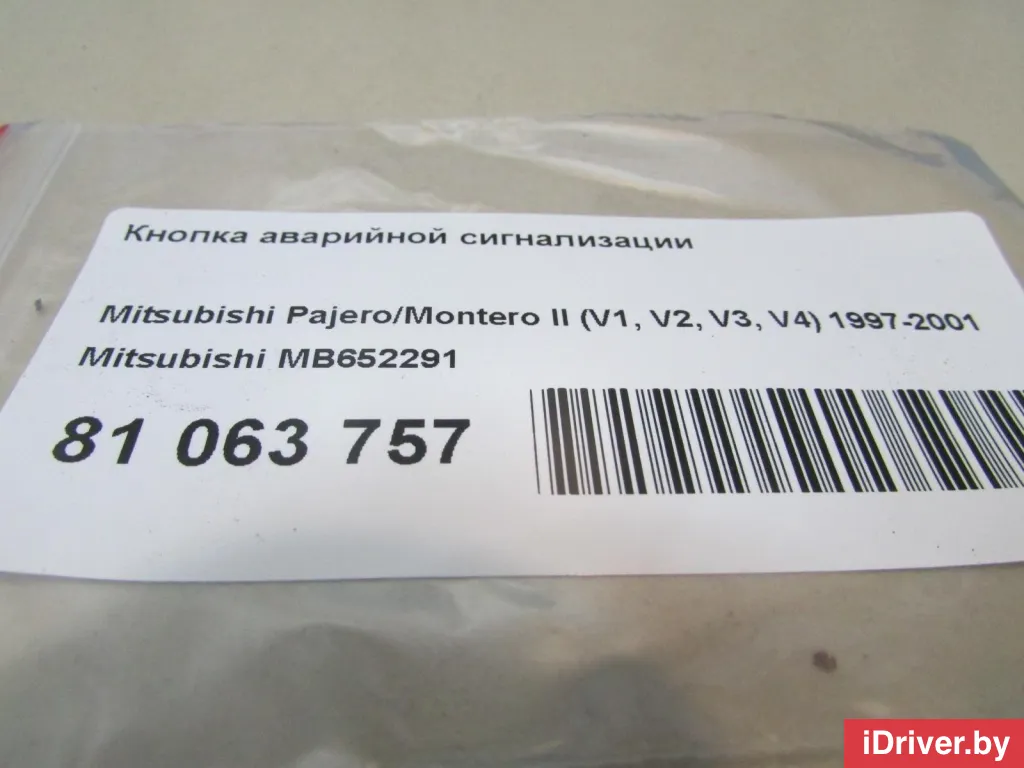 Кнопка аварийной сигнализации
Mitsubishi Pajero/Montero II (V1, V2, V3, V4) 1997-2001
Mitsubishi MB652291
81 063 757
iDriver.by